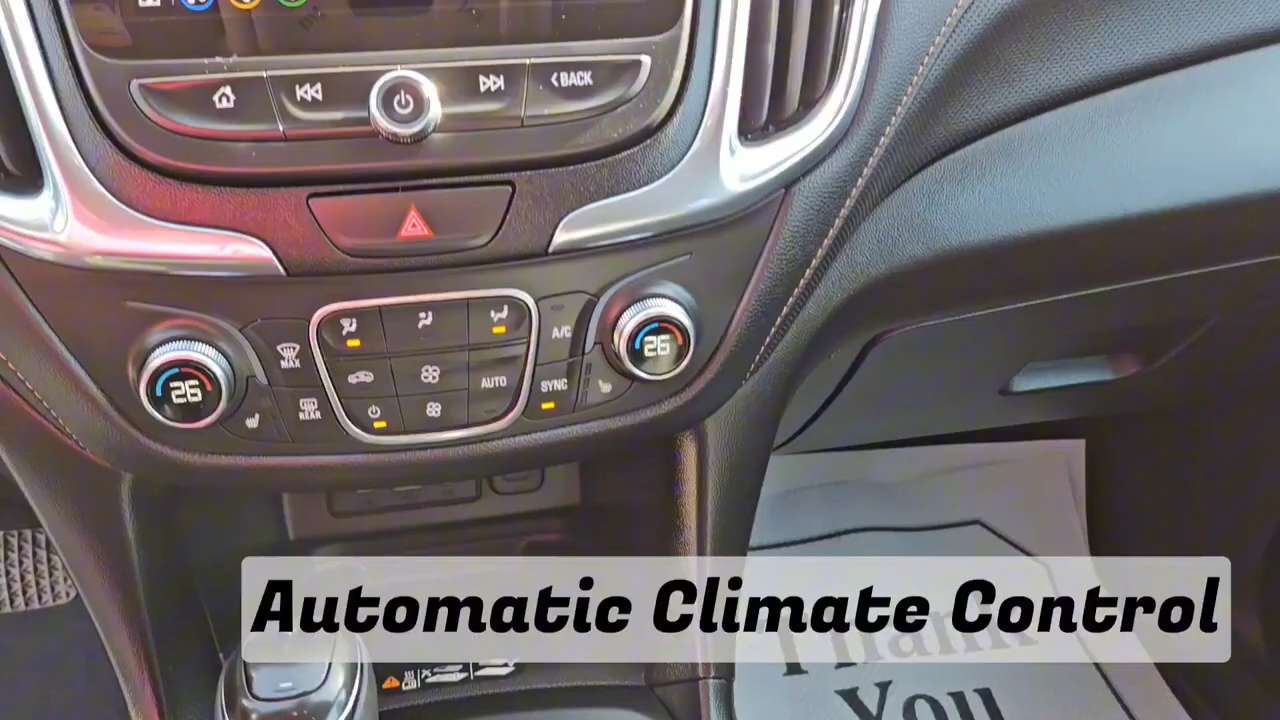 < BACK
A/C
26
MAX
26
AUTO
SYNC
REAR
Automatic Climate Control
Thank
You